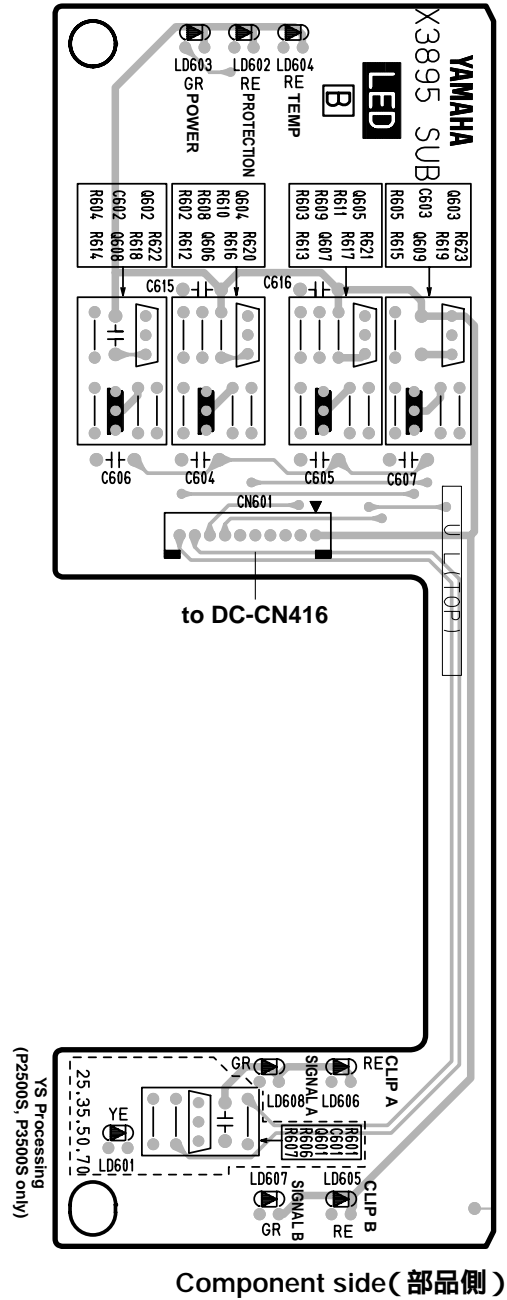 YAMAHA
X3895 SUB
LED
B
LD603
GR
POWER
LD602
RE
PROTECTION
LD604
RE
TEMP
R622
Q602 R618
C602 Q608
R604 R614
R620
Q604 R616
R610
R608 Q606
R602 R612
R621
Q605 R617
R611
R609 Q607
R603 R613
Q603 R623
C603 R619
Q609
R605 R615
C615
C616
C606
C604
C605
C607
CN601
U L(TOP)
to DC-CN416
YS Processing
(P2500S, P3500S only)
25,35,50,70
YE
LD601
GR
LD608
SIGNAL A
RE
LD606
CLIP A
R601
C601
Q601
R606
R607
LD607
GR
SIGNAL B
LD605
RE
CLIP B
Component side(部品側)